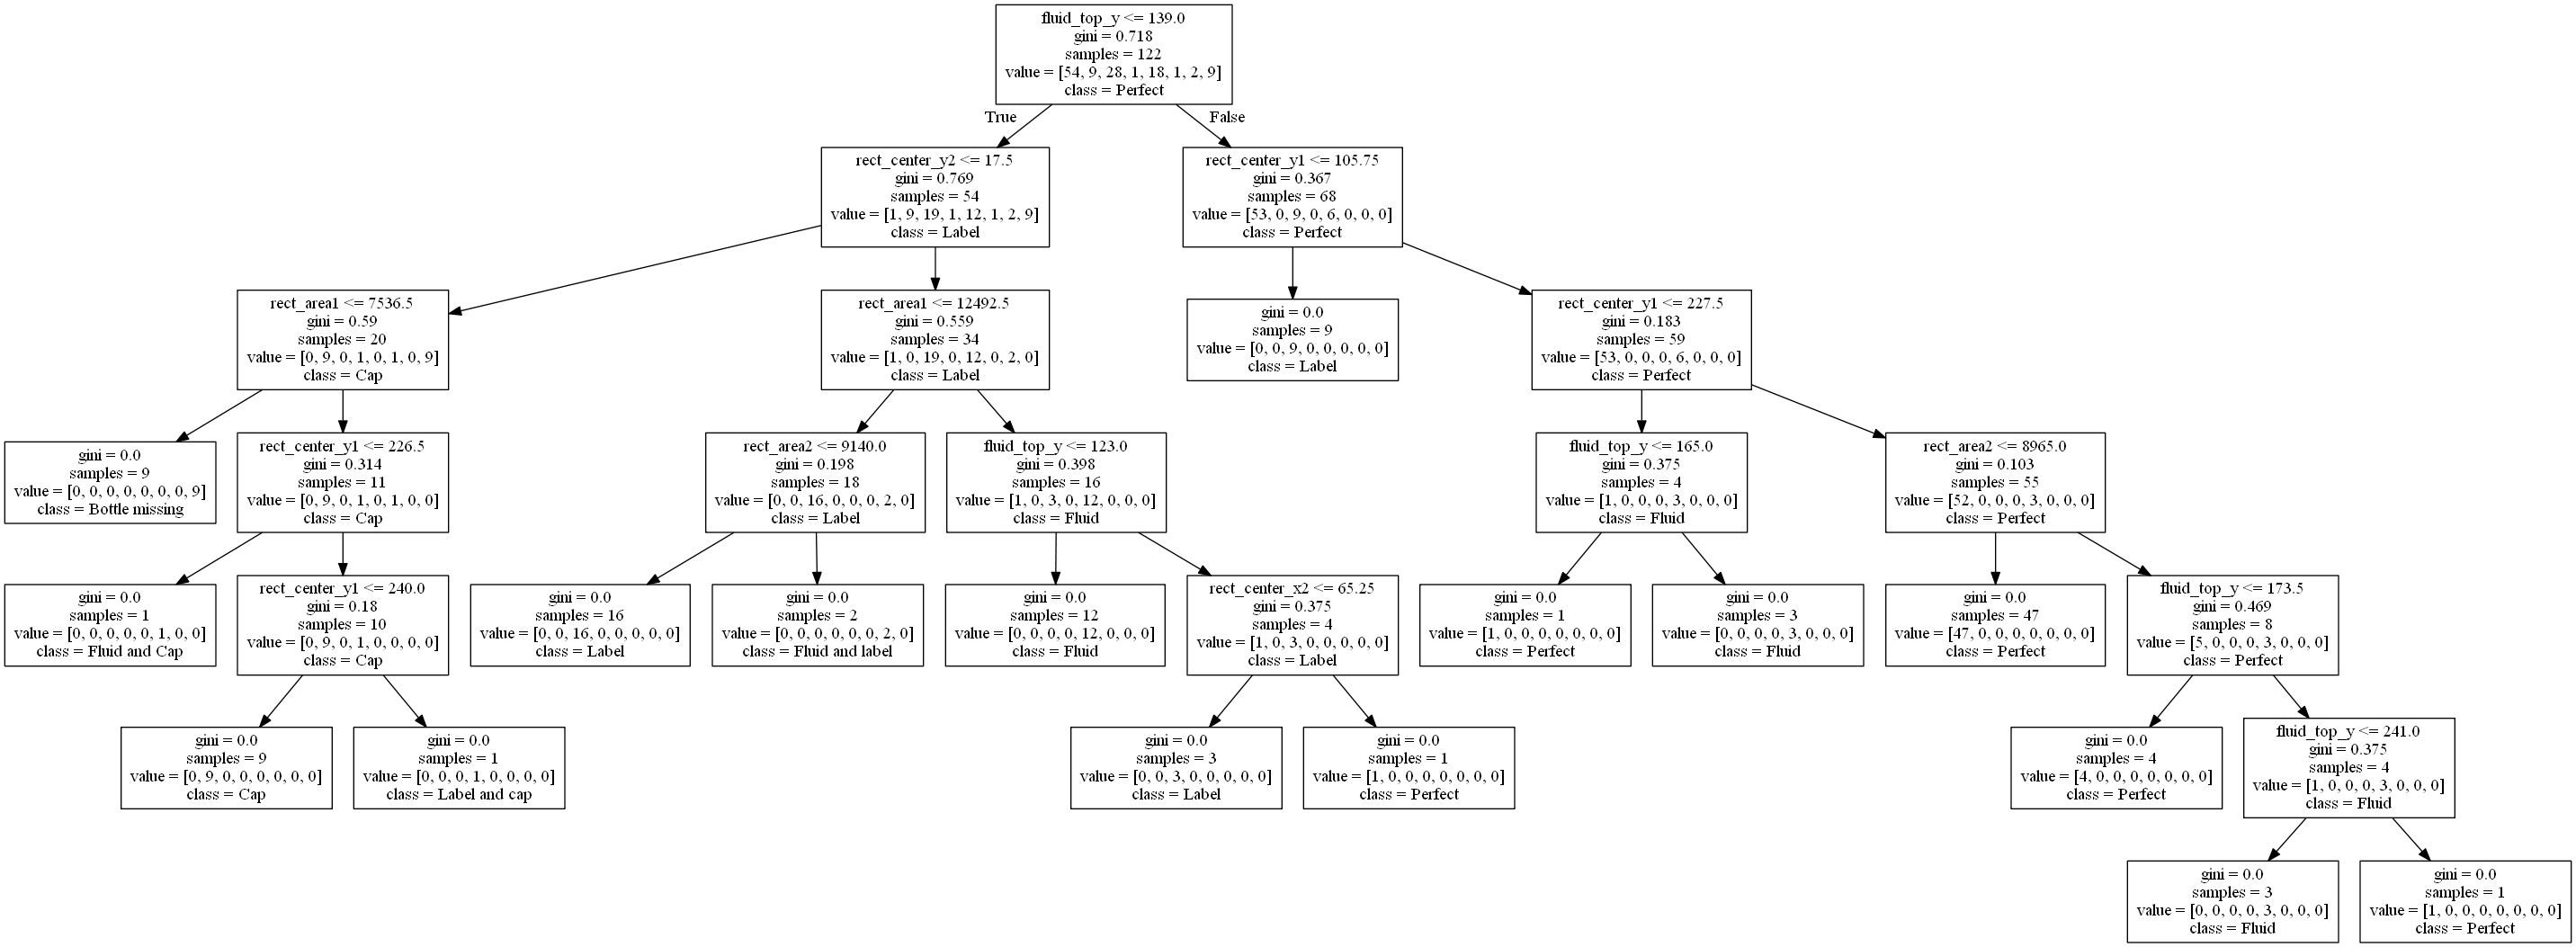 fluid_top_y <= 139.0
gini = 0.718
samples = 122
value = [54, 9, 28, 1, 18, 1, 2, 9]
class = Perfect
True
False
rect_center_y2 <= 17.5
gini = 0.769
samples = 54
value = [1, 9, 19, 1, 12, 1, 2, 9]
class = Label
rect_center_y1 <= 105.75
gini = 0.367
samples = 68
value = [53, 0, 9, 0, 6, 0, 0, 0]
class = Perfect
rect_area1 <= 7536.5
gini = 0.59
samples = 20
value = [0, 9, 0, 1, 0, 1, 0, 9]
class = Cap
rect_area1 <= 12492.5
gini = 0.559
samples = 34
value = [1, 0, 19, 0, 12, 0, 2, 0]
class = Label
gini = 0.0
samples = 9
value = [0, 0, 9, 0, 0, 0, 0, 0]
class = Label
rect_center_y1 <= 227.5
gini = 0.183
samples = 59
value = [53, 0, 0, 0, 6, 0, 0, 0]
class = Perfect
gini = 0.0
samples = 9
value = [0, 0, 0, 0, 0, 0, 0, 9]
class = Bottle missing
rect_center_y1 <= 226.5
gini = 0.314
samples = 11
value = [0, 9, 0, 1, 0, 1, 0, 0]
class = Cap
rect_area2 <= 9140.0
gini = 0.198
samples = 18
value = [0, 0, 16, 0, 0, 0, 2, 0]
class = Label
fluid_top_y <= 123.0
gini = 0.398
samples = 16
value = [1, 0, 3, 0, 12, 0, 0, 0]
class = Fluid
fluid_top_y <= 165.0
gini = 0.375
samples = 4
value = [1, 0, 0, 0, 3, 0, 0, 0]
class = Fluid
rect_area2 <= 8965.0
gini = 0.103
samples = 55
value = [52, 0, 0, 0, 3, 0, 0, 0]
class = Perfect
gini = 0.0
samples = 1
value = [0, 0, 0, 0, 0, 1, 0, 0]
class = Fluid and Cap
rect_center_y1 <= 240.0
gini = 0.18
samples = 10
value = [0, 9, 0, 1, 0, 0, 0, 0]
class = Cap
gini = 0.0
samples = 16
value = [0, 0, 16, 0, 0, 0, 0, 0]
class = Label
gini = 0.0
samples = 2
value = [0, 0, 0, 0, 0, 0, 2, 0]
class = Fluid and label
gini = 0.0
samples = 12
value = [0, 0, 0, 0, 12, 0, 0, 0]
class = Fluid
rect_center_x2 <= 65.25
gini = 0.375
samples = 4
value = [1, 0, 3, 0, 0, 0, 0, 0]
class = Label
gini = 0.0
samples = 1
value = [1, 0, 0, 0, 0, 0, 0, 0]
class = Perfect
gini = 0.0
samples = 3
value = [0, 0, 0, 0, 3, 0, 0, 0]
class = Fluid
gini = 0.0
samples = 47
value = [47, 0, 0, 0, 0, 0, 0, 0]
class = Perfect
fluid_top_y <= 173.5
gini = 0.469
samples = 8
value = [5, 0, 0, 0, 3, 0, 0, 0]
class = Perfect
gini = 0.0
samples = 9
value = [0, 9, 0, 0, 0, 0, 0, 0]
class = Cap
gini = 0.0
samples = 1
value = [0, 0, 0, 1, 0, 0, 0, 0]
class = Label and cap
gini = 0.0
samples = 3
value = [0, 0, 3, 0, 0, 0, 0, 0]
class = Label
gini = 0.0
samples = 1
value = [1, 0, 0, 0, 0, 0, 0, 0]
class = Perfect
gini = 0.0
samples = 4
value = [4, 0, 0, 0, 0, 0, 0, 0]
class = Perfect
fluid_top_y <= 241.0
gini = 0.375
samples = 4
value = [1, 0, 0, 0, 3, 0, 0, 0]
class = Fluid
gini = 0.0
samples = 3
value = [0, 0, 0, 0, 3, 0, 0, 0]
class = Fluid
gini = 0.0
samples = 1
value = [1, 0, 0, 0, 0, 0, 0, 0]
class = Perfect